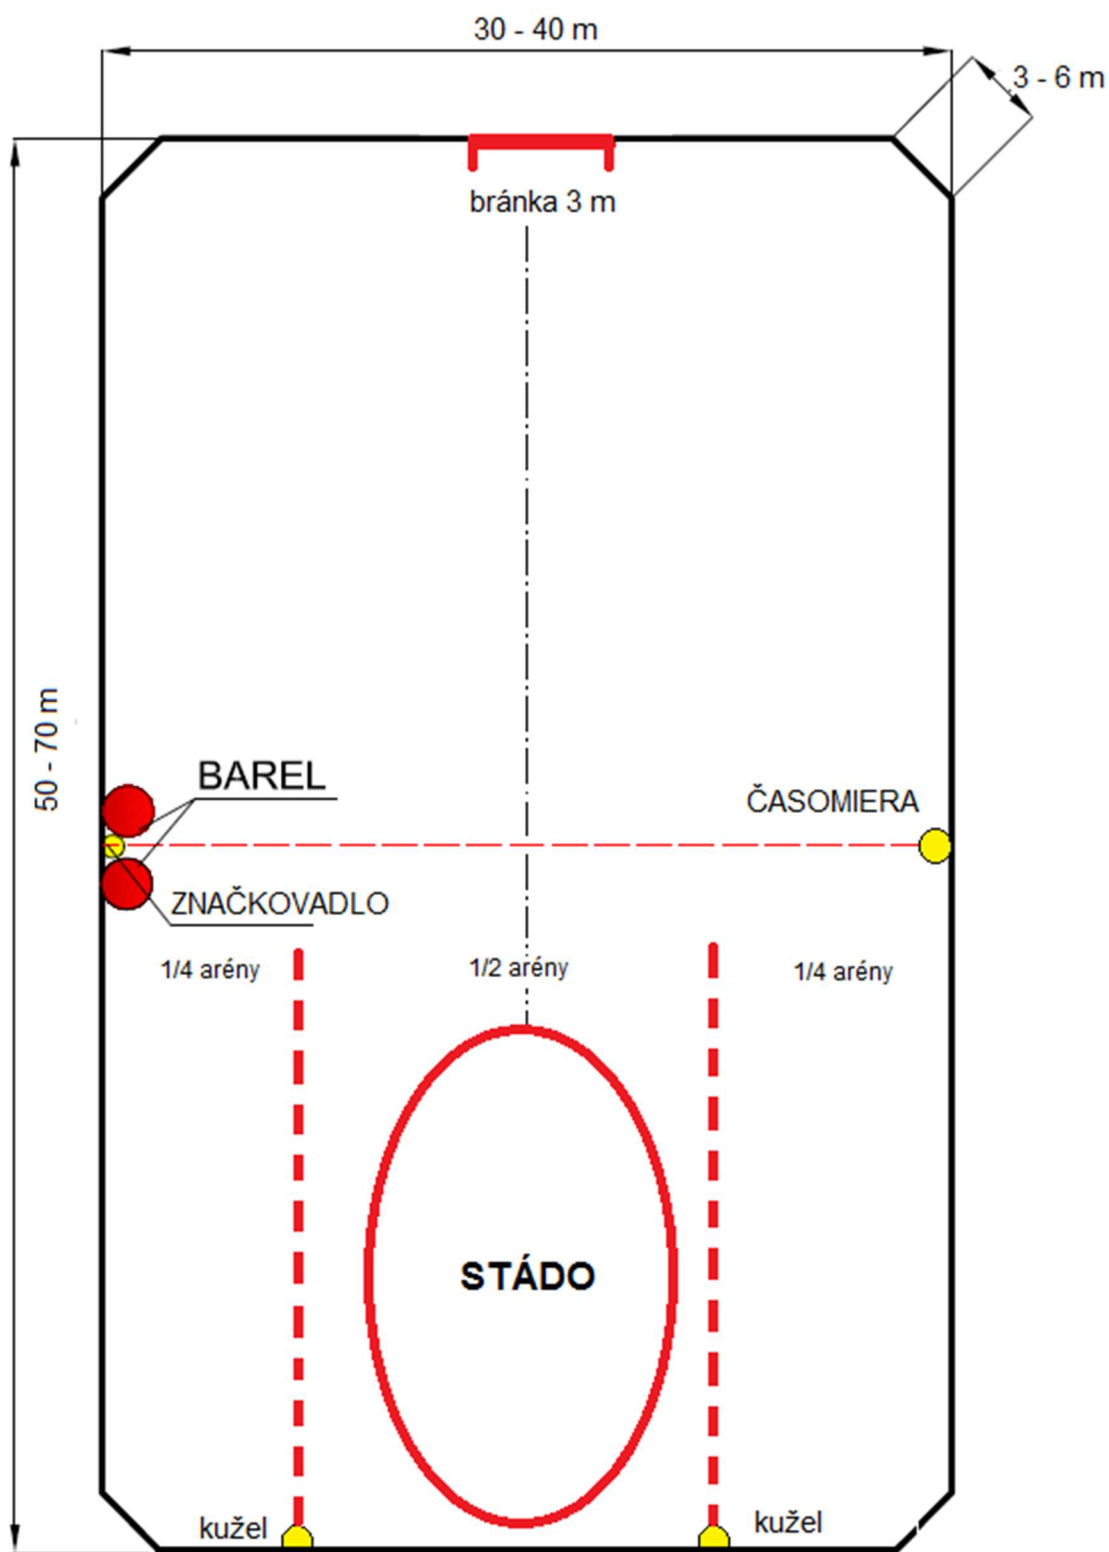 30 - 40 m
3 - 6 m
bránka 3 m
50 - 70 m
BAREL
ČASOMIERA
ZNAČKOVADLO
1/4 arény
1/2 arény
1/4 arény
STÁDO
kužel
kužel